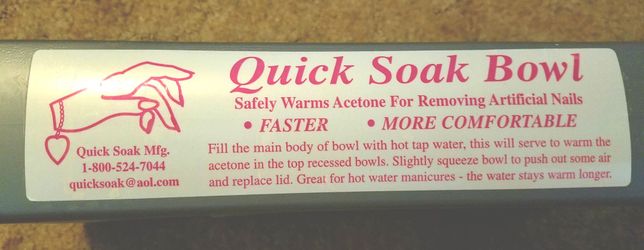 Quick Soak Bowl
Safely Warms Acetone For Removing Artificial Nails
• FASTER • MORE COMFORTABLE
Fill the main body of bowl with hot tap water, this will serve to warm the
acetone in the top recessed bowls. Slightly squeeze bowl to push out some air
and replace lid. Great for hot water manicures - the water stays warm longer.
Quick Soak Mfg.
1-800-524-7044
quicksoak@aol.com